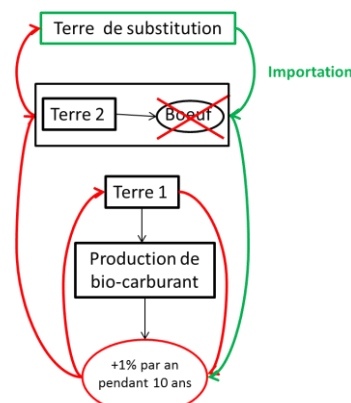 Terre de substitution
Importation
Terre 2
Boeuf
Terre 1
Production de
bio-carburant
+1% par an
pendant 10 ans